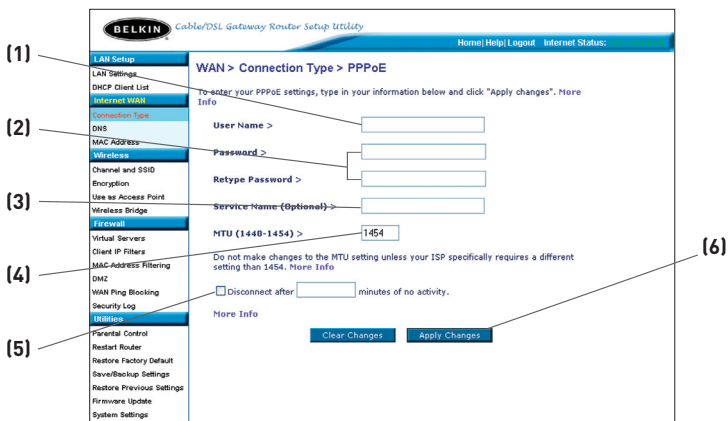 BELKIN
Cable/DSL Gateway Router Setup Utility
Home|Help|Logout Internet Status:
LAN Setup
LAN Settings
DHCP Client List
Internet WAN
Connection Type
DNS
MAC Address
Wireless
Channel and SSID
Encryption
Use as Access Point
Wireless Bridge
Firewall
Virtual Servers
Client IP Filters
MAC Address Filtering
DMZ
WAN Ping Blocking
Security Log
Utilities
Parental Control
Restart Router
Restore Factory Default
Save/Backup Settings
Restore Previous Settings
Firmware Update
System Settings
WAN > Connection Type > PPPoE
To enter your PPPoE settings, type in your information below and click "Apply changes". More
Info
User Name >
Password >
Retype Password >
Service Name (Optional) >
MTU (1440-1454) > 1454
Do not make changes to the MTU setting unless your ISP specifically requires a different
setting than 1454. More Info
Disconnect after minutes of no activity.
More Info
Clear Changes Apply Changes
(1)
(2)
(3)
(4)
(5)
(6)